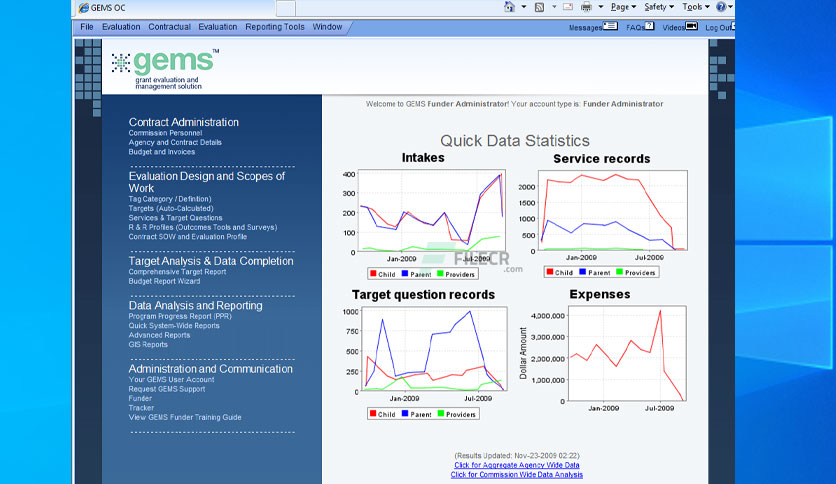 GEMS OC
Page Safety Tools
File Evaluation Contractual Evaluation Reporting Tools Window
Messages FAQs Videos Log Out
gems™
grant evaluation and
management solution
Welcome to GEMS Funder Administrator! Your account type is: Funder Administrator
Contract Administration
Commission Personnel
Agency and Contract Details
Budget and Invoices
Evaluation Design and Scopes of
Work
Tag Category / Definition)
Targets (Auto-Calculated)
Services & Target Questions
R & R Profiles (Outcomes Tools and Surveys)
Contract SOW and Evaluation Profile
Target Analysis & Data Completion
Comprehensive Target Report
Budget Report Wizard
Data Analysis and Reporting
Program Progress Report (PPR)
Quick System-Wide Reports
Advanced Reports
GIS Reports
Administration and Communication
Your GEMS User Account
Request GEMS Support
Funder
Tracker
View GEMS Funder Training Guide
Quick Data Statistics
Intakes
400
300
200
100
0
Jan-2009 Jul-2009
Child Parent Providers
Service records
2000
1500
1000
500
0
Jan-2009 Jul-2009
Child Parent Providers
FILECR
.com
Target question records
1000
750
500
250
0
Jan-2009 Jul-2009
Child Parent Providers
Expenses
Dollar Amount
4,000,000
3,000,000
2,000,000
1,000,000
0
Jan-2009 Jul-2009
(Results Updated: Nov-23-2009 02:22)
Click for Aggregate Agency Wide Data
Click for Commission Wide Data Analysis